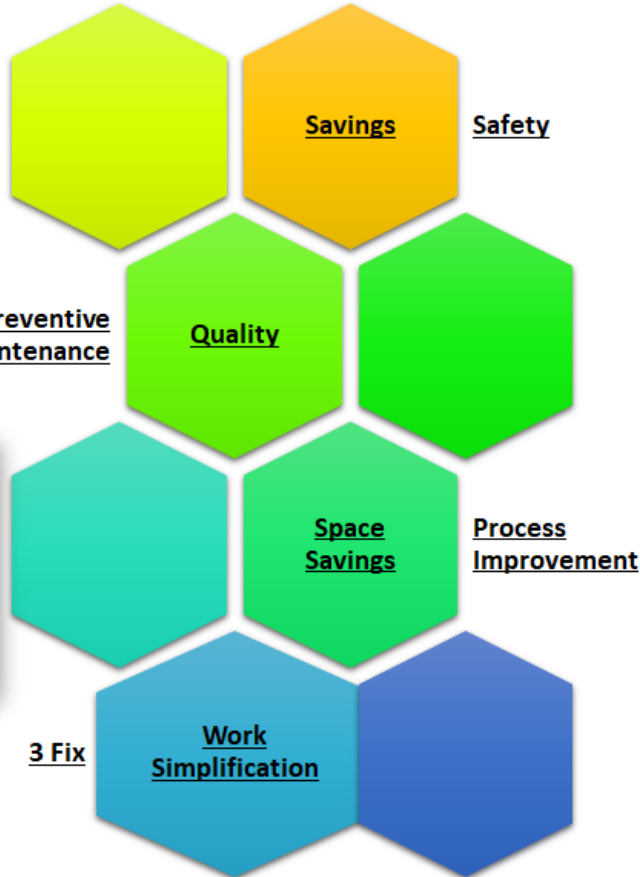 Savings
Safety
reventive
ntenance
Quality
Space
Savings
Process
Improvement
3 Fix
Work
Simplification